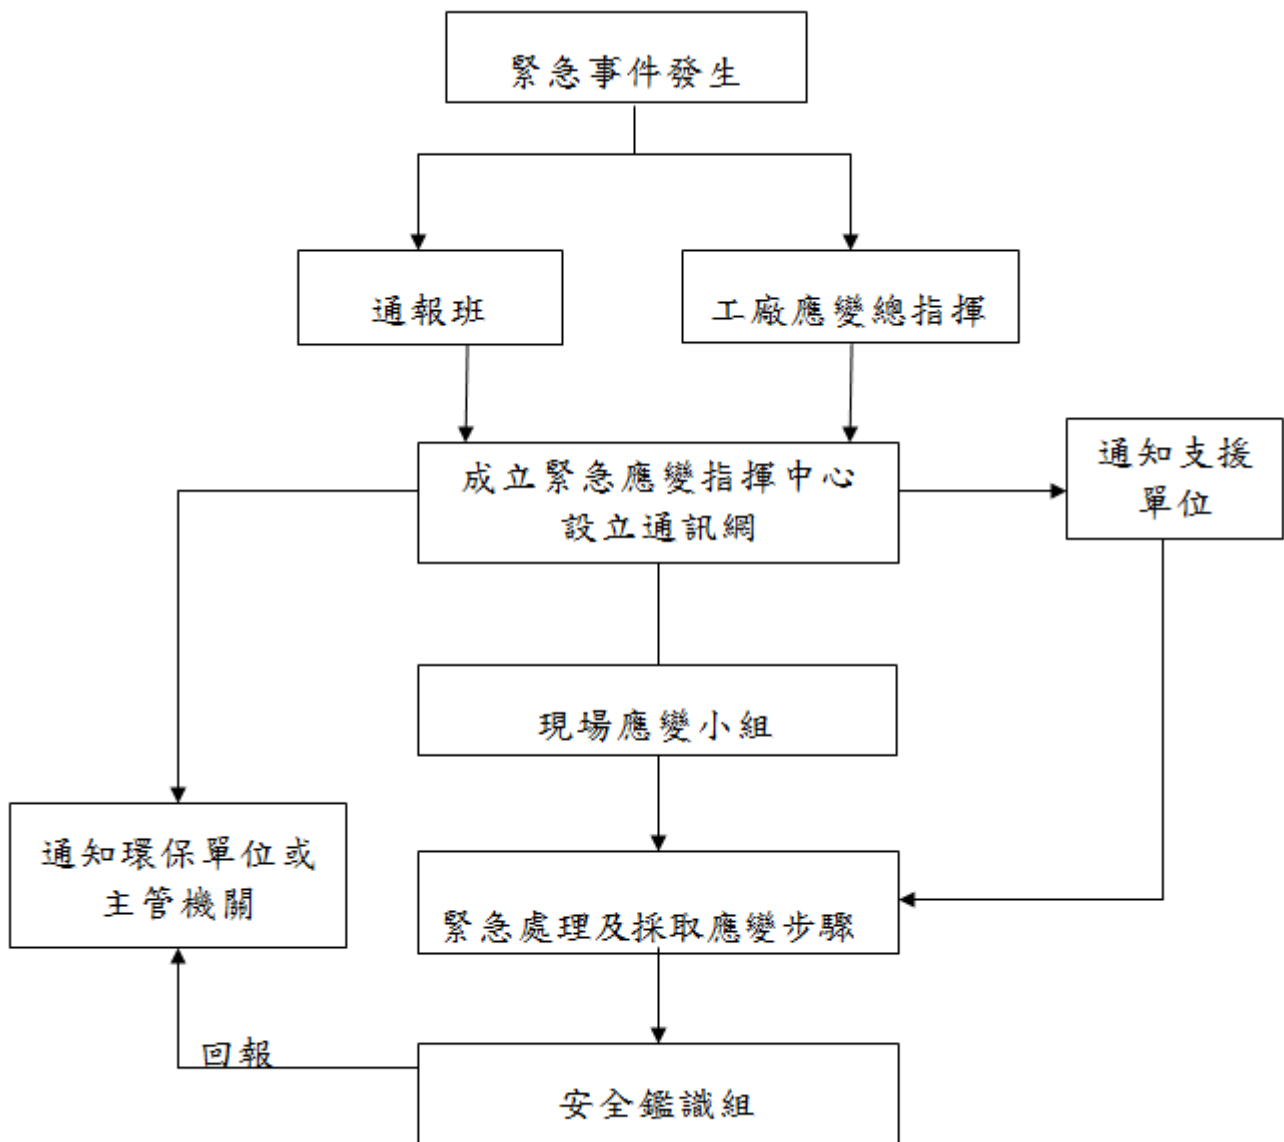 緊急事件發生
通報班
工廠應變總指揮
成立緊急應變指揮中心
設立通訊網
通知支援
單位
現場應變小組
通知環保單位或
主管機關
緊急處理及採取應變步驟
回報
安全鑑識組